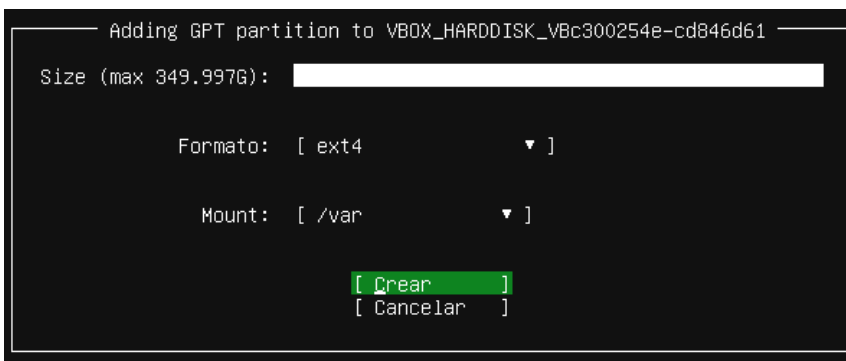 Adding GPT partition to VBOX_HARDDISK_VBc300254e-cd846d61
Size (max 349.997G):
Formato: [ ext4 ▼ ]
Mount: [ /var ▼ ]
[ Crear ]
[ Cancelar ]